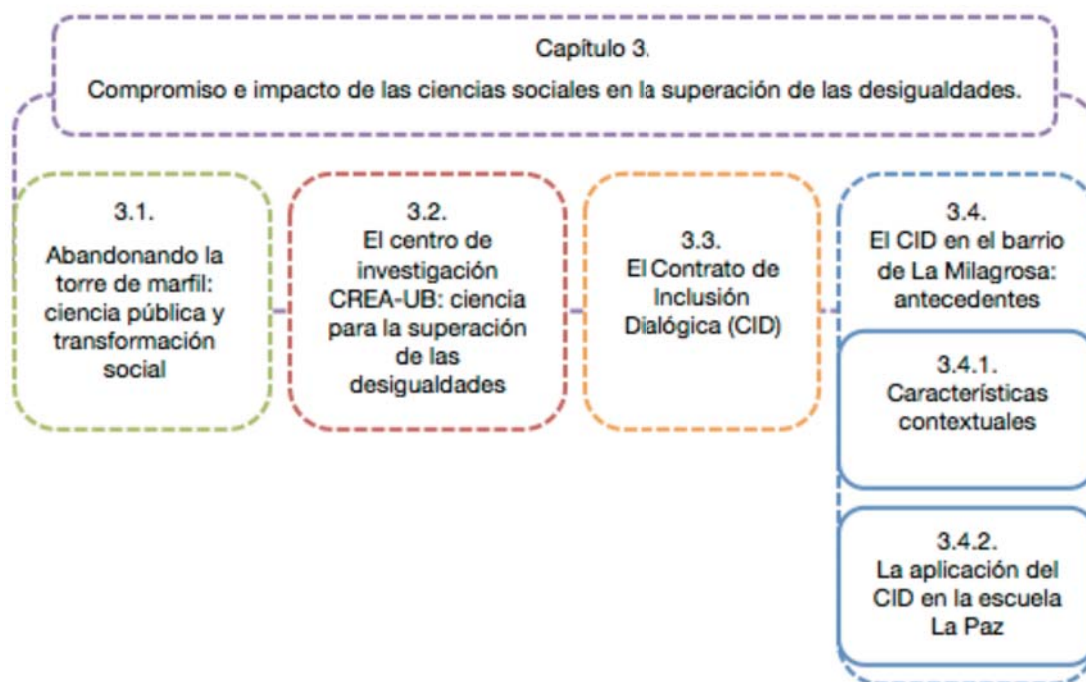 Capítulo 3.
Compromiso e impacto de las ciencias sociales en la superación de las desigualdades.
3.1.
Abandonando la
torre de marfil:
ciencia pública y
transformación
social
3.2.
El centro de
investigación
CREA-UB: ciencia
para la superación
de las
desigualdades
3.3.
El Contrato de
Inclusión
Dialógica (CID)
3.4.
El CID en el barrio
de La Milagrosa:
antecedentes
3.4.1.
Características
contextuales
3.4.2.
La aplicación del
CID en la escuela
La Paz